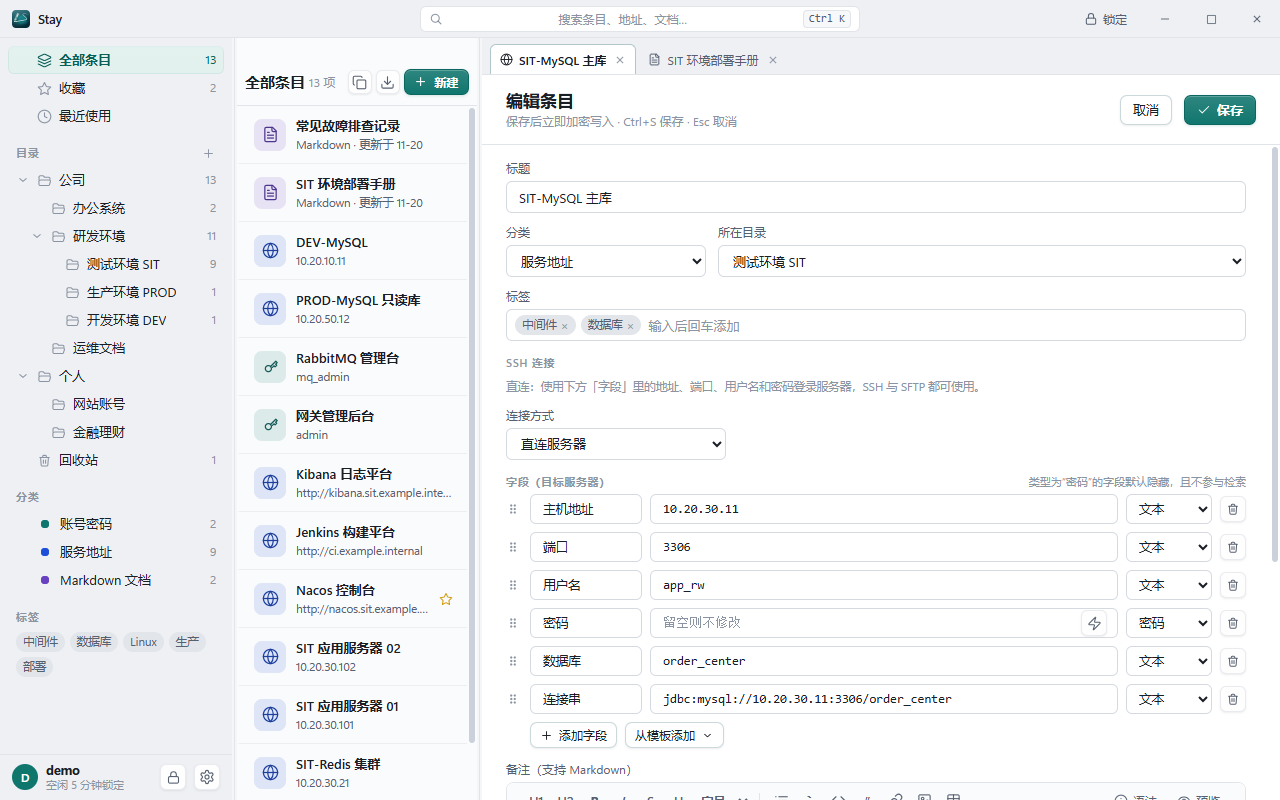 Stay
搜索条目、地址、文档...
Ctrl K
锁定
全部条目 13
收藏 2
最近使用
目录
公司 13
办公系统 2
研发环境 11
测试环境 SIT 9
生产环境 PROD 1
开发环境 DEV 1
运维文档
个人
网站账号
金融理财
回收站 1
分类
账号密码 2
服务地址 9
Markdown 文档 2
标签
中间件 数据库 Linux 生产
部署
D demo
空闲 5 分钟锁定
全部条目 13 项
新建
常见故障排查记录
Markdown · 更新于 11-20
SIT 环境部署手册
Markdown · 更新于 11-20
DEV-MySQL
10.20.10.11
PROD-MySQL 只读库
10.20.50.12
RabbitMQ 管理台
mq_admin
网关管理后台
admin
Kibana 日志平台
http://kibana.sit.example.inte...
Jenkins 构建平台
http://ci.example.internal
Nacos 控制台
http://nacos.sit.example....
SIT 应用服务器 02
10.20.30.102
SIT 应用服务器 01
10.20.30.101
SIT-Redis 集群
10.20.30.21
SIT-MySQL 主库
SIT 环境部署手册
编辑条目
保存后立即加密写入 · Ctrl+S 保存 · Esc 取消
取消
保存
标题
SIT-MySQL 主库
分类 所在目录
服务地址 测试环境 SIT
标签
中间件 × 数据库 × 输入后回车添加
SSH 连接
直连：使用下方「字段」里的地址、端口、用户名和密码登录服务器，SSH 与 SFTP 都可使用。
连接方式
直连服务器
字段（目标服务器） 类型为"密码"的字段默认隐藏，且不参与检索
主机地址 10.20.30.11 文本
端口 3306 文本
用户名 app_rw 文本
密码 留空则不修改 密码
数据库 order_center 文本
连接串 jdbc:mysql://10.20.30.11:3306/order_center 文本
添加字段 从模板添加
备注（支持 Markdown）